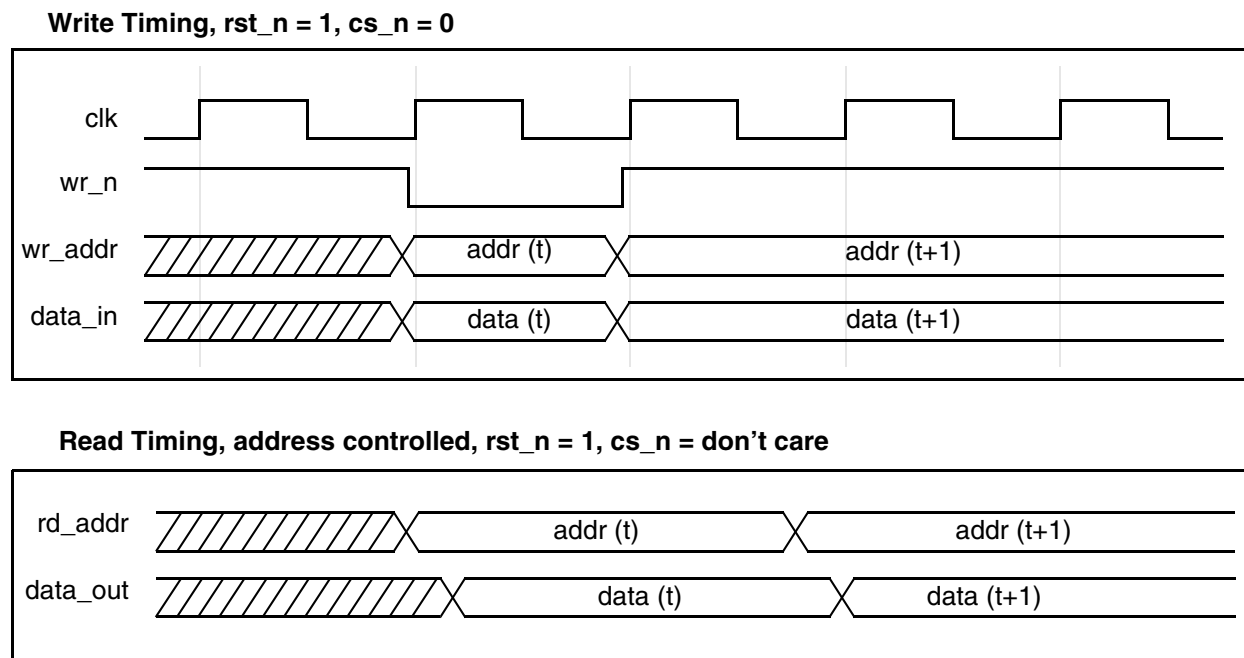 Write Timing, rst_n = 1, cs_n = 0
clk
wr_n
wr_addr addr (t) addr (t+1)
data_in data (t) data (t+1)
Read Timing, address controlled, rst_n = 1, cs_n = don't care
rd_addr addr (t) addr (t+1)
data_out data (t) data (t+1)